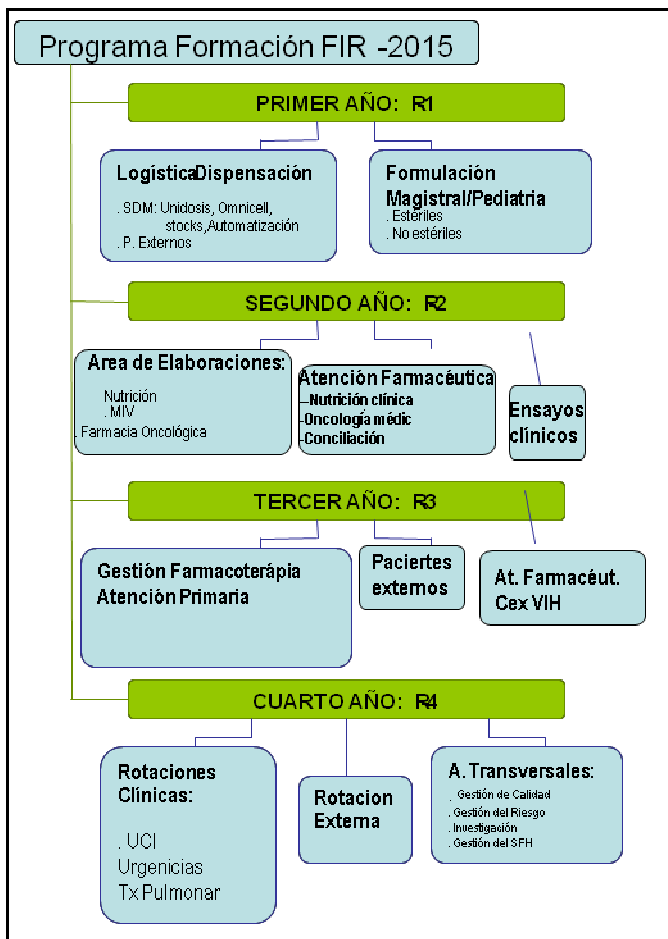 Programa Formación FIR -2015
PRIMER AÑO: R1
LogísticaDispensación
. SDM: Unidosis, Omnicell,
stocks,Automatización
. P. Externos
Formulación
Magistral/Pediatria
. Estériles
. No estériles
SEGUNDO AÑO: R2
Area de Elaboraciones:
Nutrición
. MIV
. Farmacia Oncológica
Atención Farmacéutica
–Nutrición clínica
–Oncología médic
–Conciliación
Ensayos
clínicos
TERCER AÑO: R3
Gestión Farmacoterápia
Atención Primaria
Paciertes
externos
At. Farmacéut.
Cex VIH
CUARTO AÑO: R4
Rotaciones
Clínicas:
. UCI
Urgenicias
Tx Pulmonar
Rotacion
Externa
A. Transversales:
. Gestión de Calidad
. Gestión del Riesgo
. Investigación
. Gestión del SFH